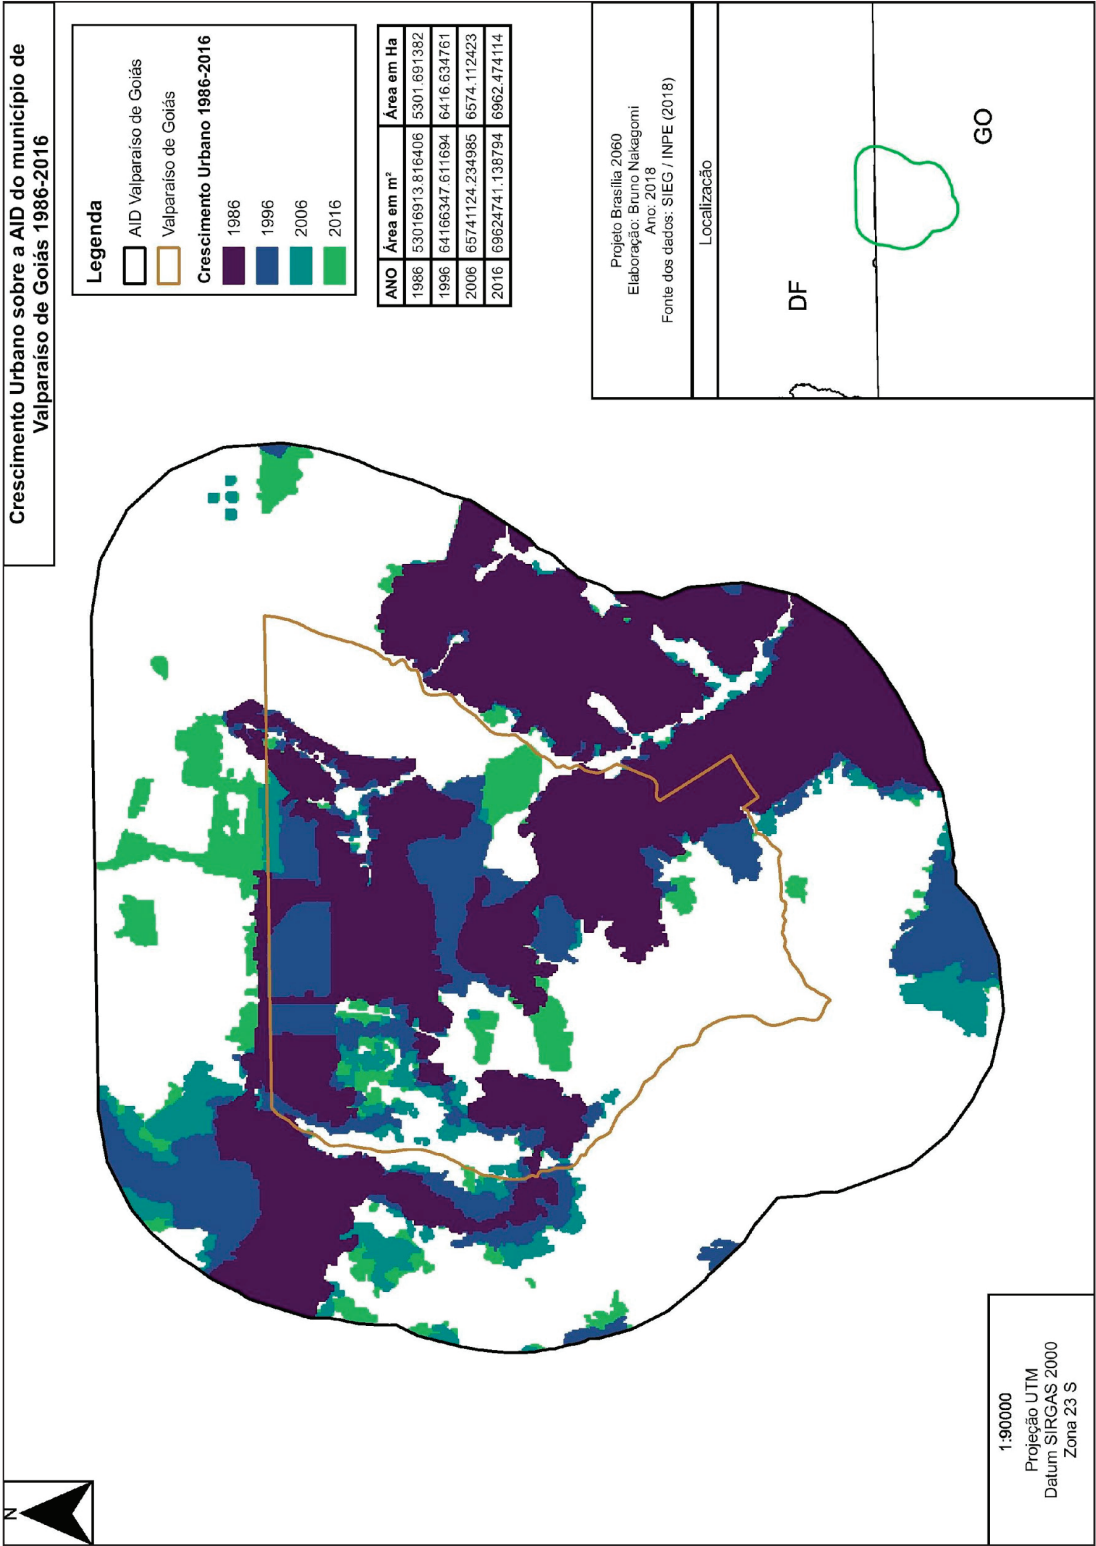 Crescimento Urbano sobre a AID do município de
Valparaíso de Goiás 1986-2016
Legenda
AID Valparaíso de Goiás
Valparaíso de Goiás
Crescimento Urbano 1986-2016
1986
1996
2006
2016
ANO Área em m² Área em Ha
1986 53016913.816406 5301.691382
1996 64166347.611694 6416.634761
2006 65741124.234985 6574.112423
2016 69624741.138794 6962.474114
Projeto Brasília 2060
Elaboração: Bruno Nakagomi
Ano: 2018
Fonte dos dados: SIEG / INPE (2018)
Localização
DF
GO
N
1:90000
Projeção UTM
Datum SIRGAS 2000
Zona 23 S